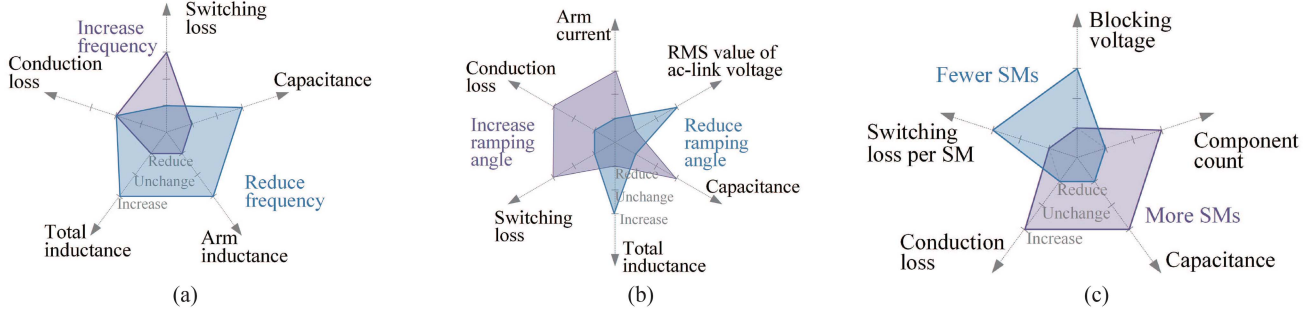 Switching
loss
Increase
frequency
Conduction
loss
Capacitance
Reduce
Unchange
Increase
Reduce
frequency
Total
inductance
Arm
inductance
(a)
Arm
current
RMS value of
ac-link voltage
Conduction
loss
Increase
ramping
angle
Reduce
ramping
angle
Reduce
Unchange
Increase
Capacitance
Switching
loss
Total
inductance
(b)
Blocking
voltage
Fewer SMs
Switching
loss per SM
Component
count
Reduce
Unchange
Increase
More SMs
Conduction
loss
Capacitance
(c)